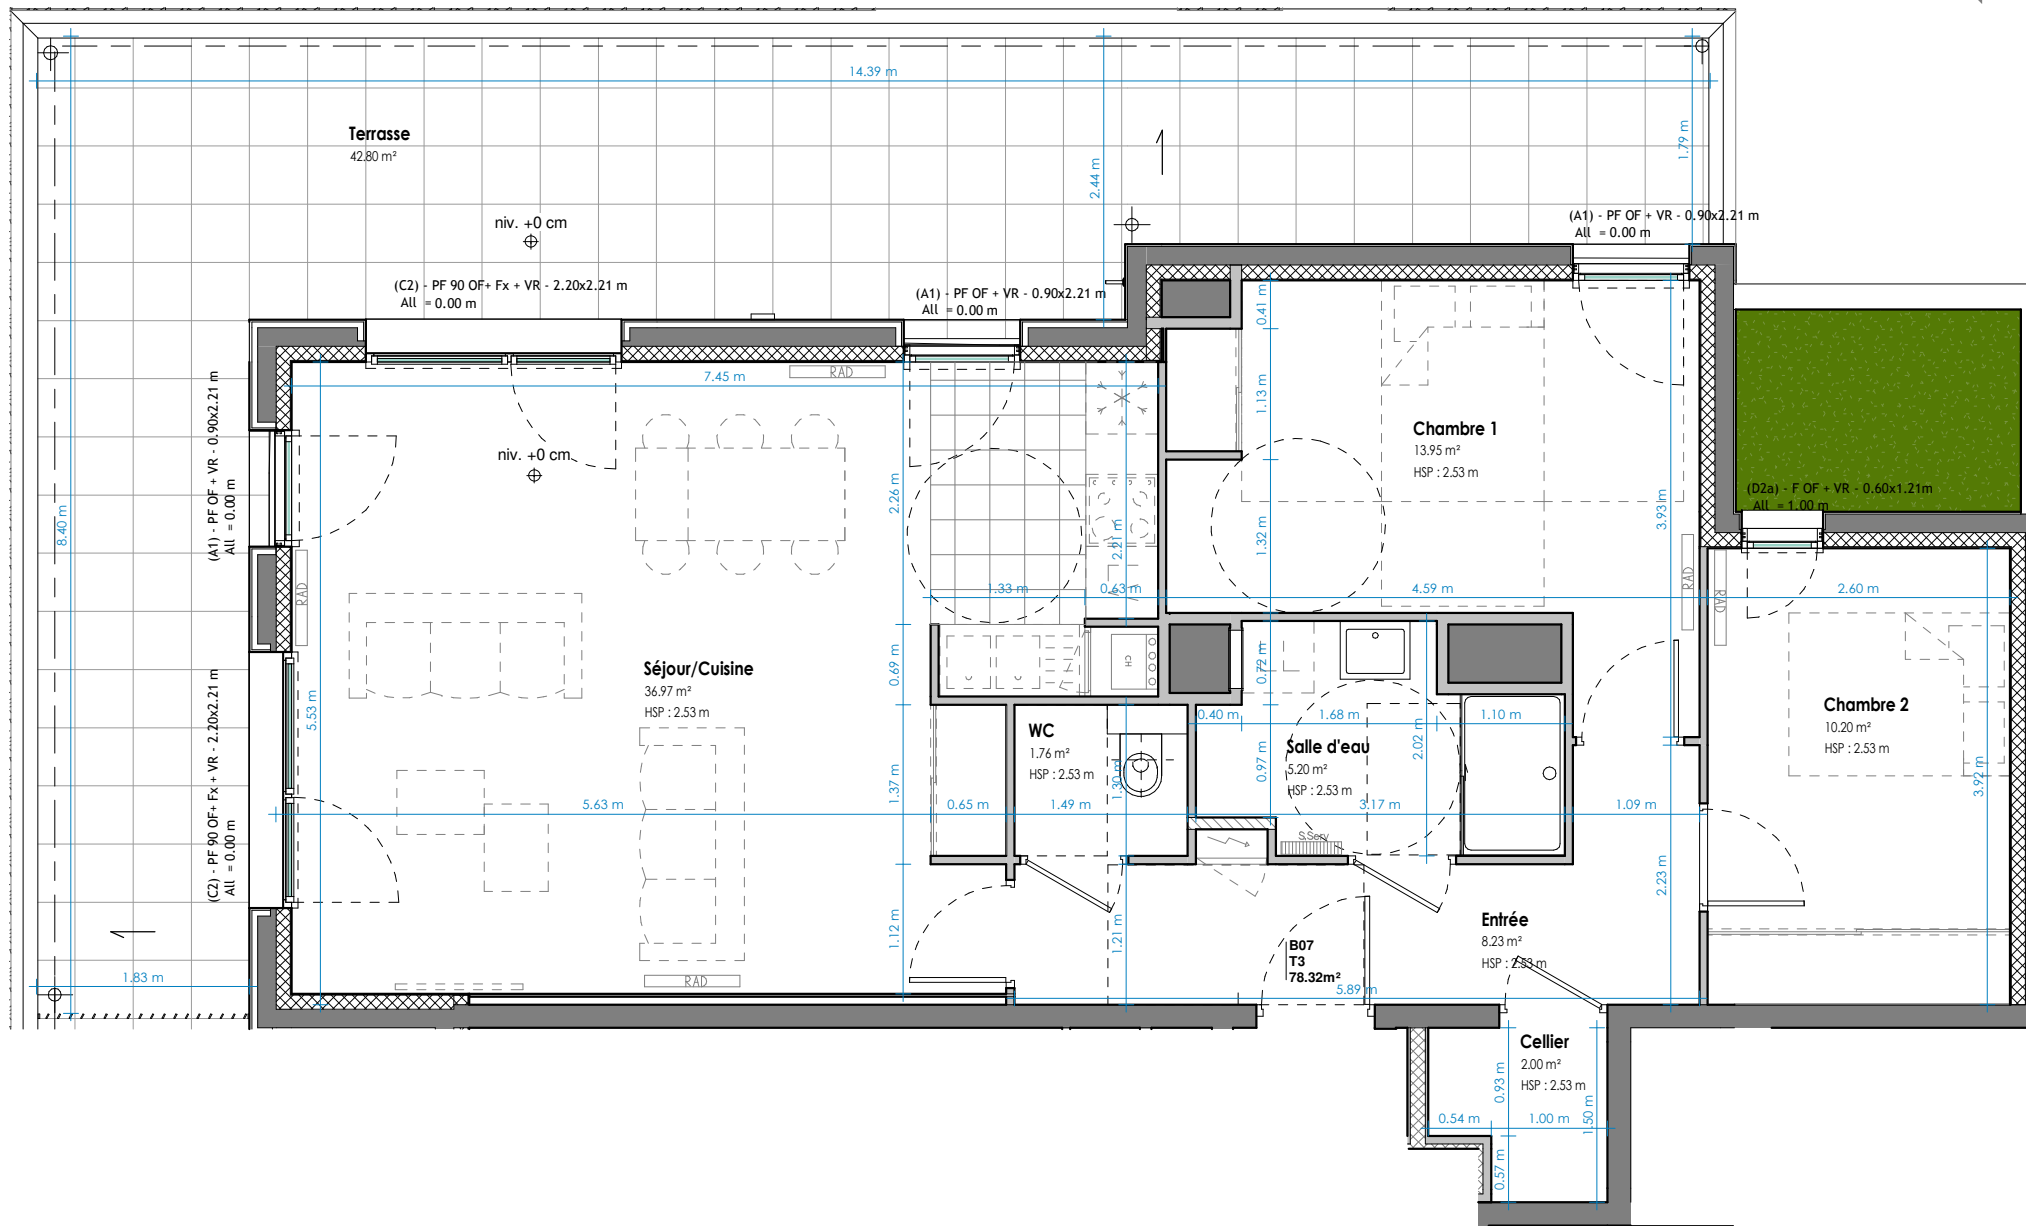 14.39 m
Terrasse
42.80 m²
2.44 m
1.79 m
niv. +0 cm
(A1) - PF OF + VR - 0.90x2.21 m
All = 0.00 m
(C2) - PF 90 OF+ Fx + VR - 2.20x2.21 m
All = 0.00 m
(A1) - PF OF + VR - 0.90x2.21 m
All = 0.00 m
0.41 m
7.45 m
RAD
1.13 m
(A1) - PF OF + VR - 0.90x2.21 m
All = 0.00 m
Chambre 1
13.95 m²
HSP : 2.53 m
niv. +0 cm
2.26 m
8.40 m
2.21 m
1.32 m
3.93 m
(D2a) - F OF + VR - 0.60x1.21m
All = 1.00 m
RAD
1.33 m
0.63 m
4.59 m
RAD
RAD
2.60 m
Séjour/Cuisine
36.97 m²
HSP : 2.53 m
0.69 m
CH
0.72 m
5.53 m
(C2) - PF 90 OF+ Fx + VR - 2.20x2.21 m
All = 0.00 m
WC
1.76 m²
HSP : 2.53 m
0.40 m
1.68 m
1.10 m
Salle d'eau
5.20 m²
HSP : 2.53 m
2.02 m
0.97 m
1.30 m
1.37 m
Chambre 2
10.20 m²
HSP : 2.53 m
3.92 m
5.63 m
0.65 m
1.49 m
3.17 m
1.09 m
S.Serv
2.23 m
1.12 m
1.21 m
Entrée
8.23 m²
HSP : 2.53 m
B07
T3
78.32m²
1.83 m
RAD
5.89 m
Cellier
2.00 m²
HSP : 2.53 m
0.93 m
0.54 m
1.00 m
1.50 m
0.57 m